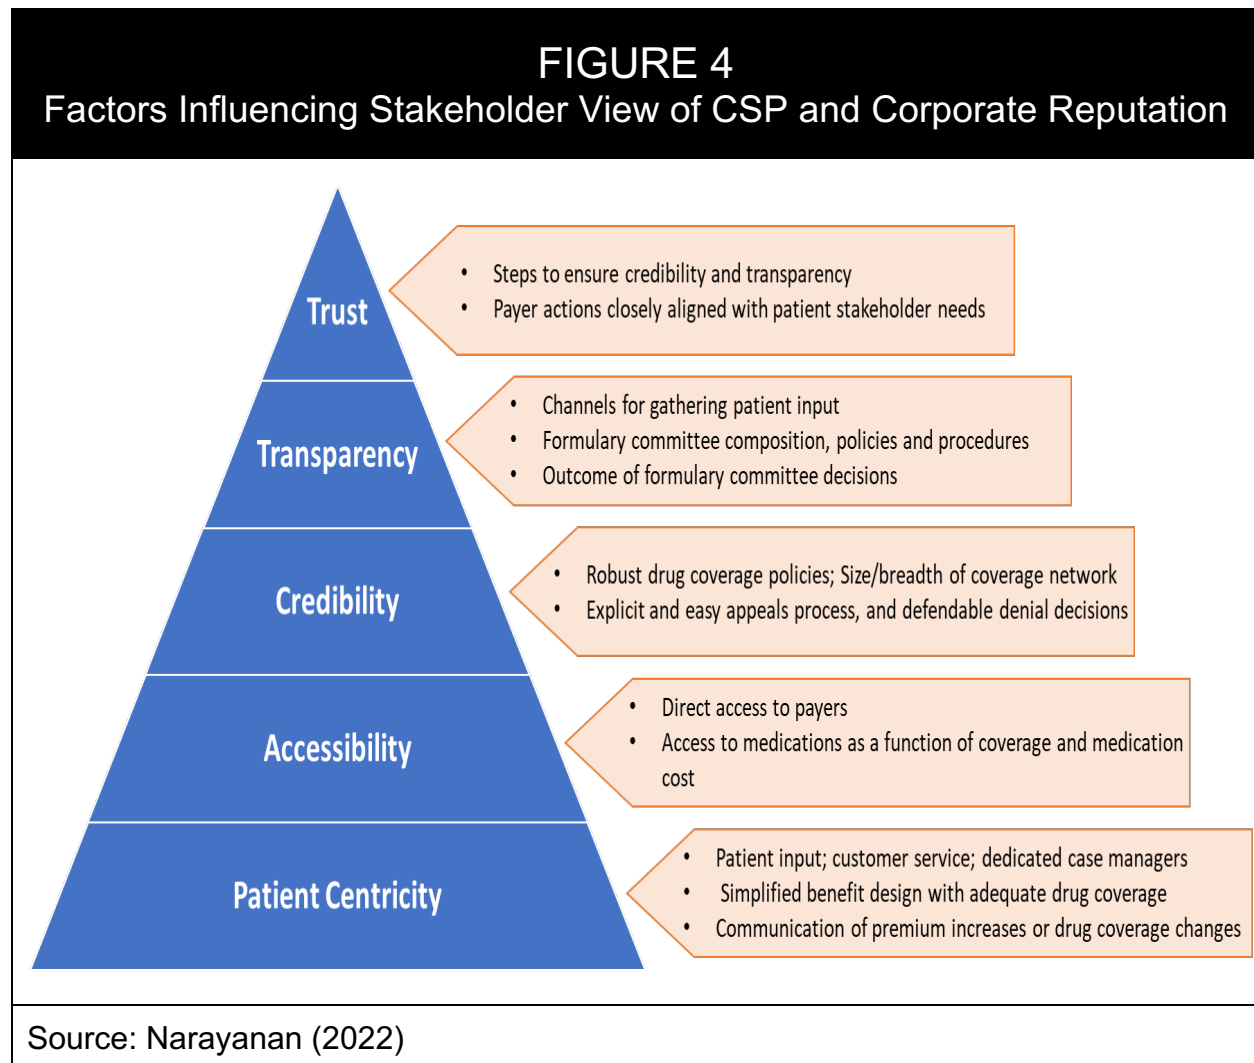 FIGURE 4
Factors Influencing Stakeholder View of CSP and Corporate Reputation
Trust
• Steps to ensure credibility and transparency
• Payer actions closely aligned with patient stakeholder needs
Transparency
• Channels for gathering patient input
• Formulary committee composition, policies and procedures
• Outcome of formulary committee decisions
Credibility
• Robust drug coverage policies; Size/breadth of coverage network
• Explicit and easy appeals process, and defendable denial decisions
Accessibility
• Direct access to payers
• Access to medications as a function of coverage and medication
cost
Patient Centricity
• Patient input; customer service; dedicated case managers
• Simplified benefit design with adequate drug coverage
• Communication of premium increases or drug coverage changes
Source: Narayanan (2022)